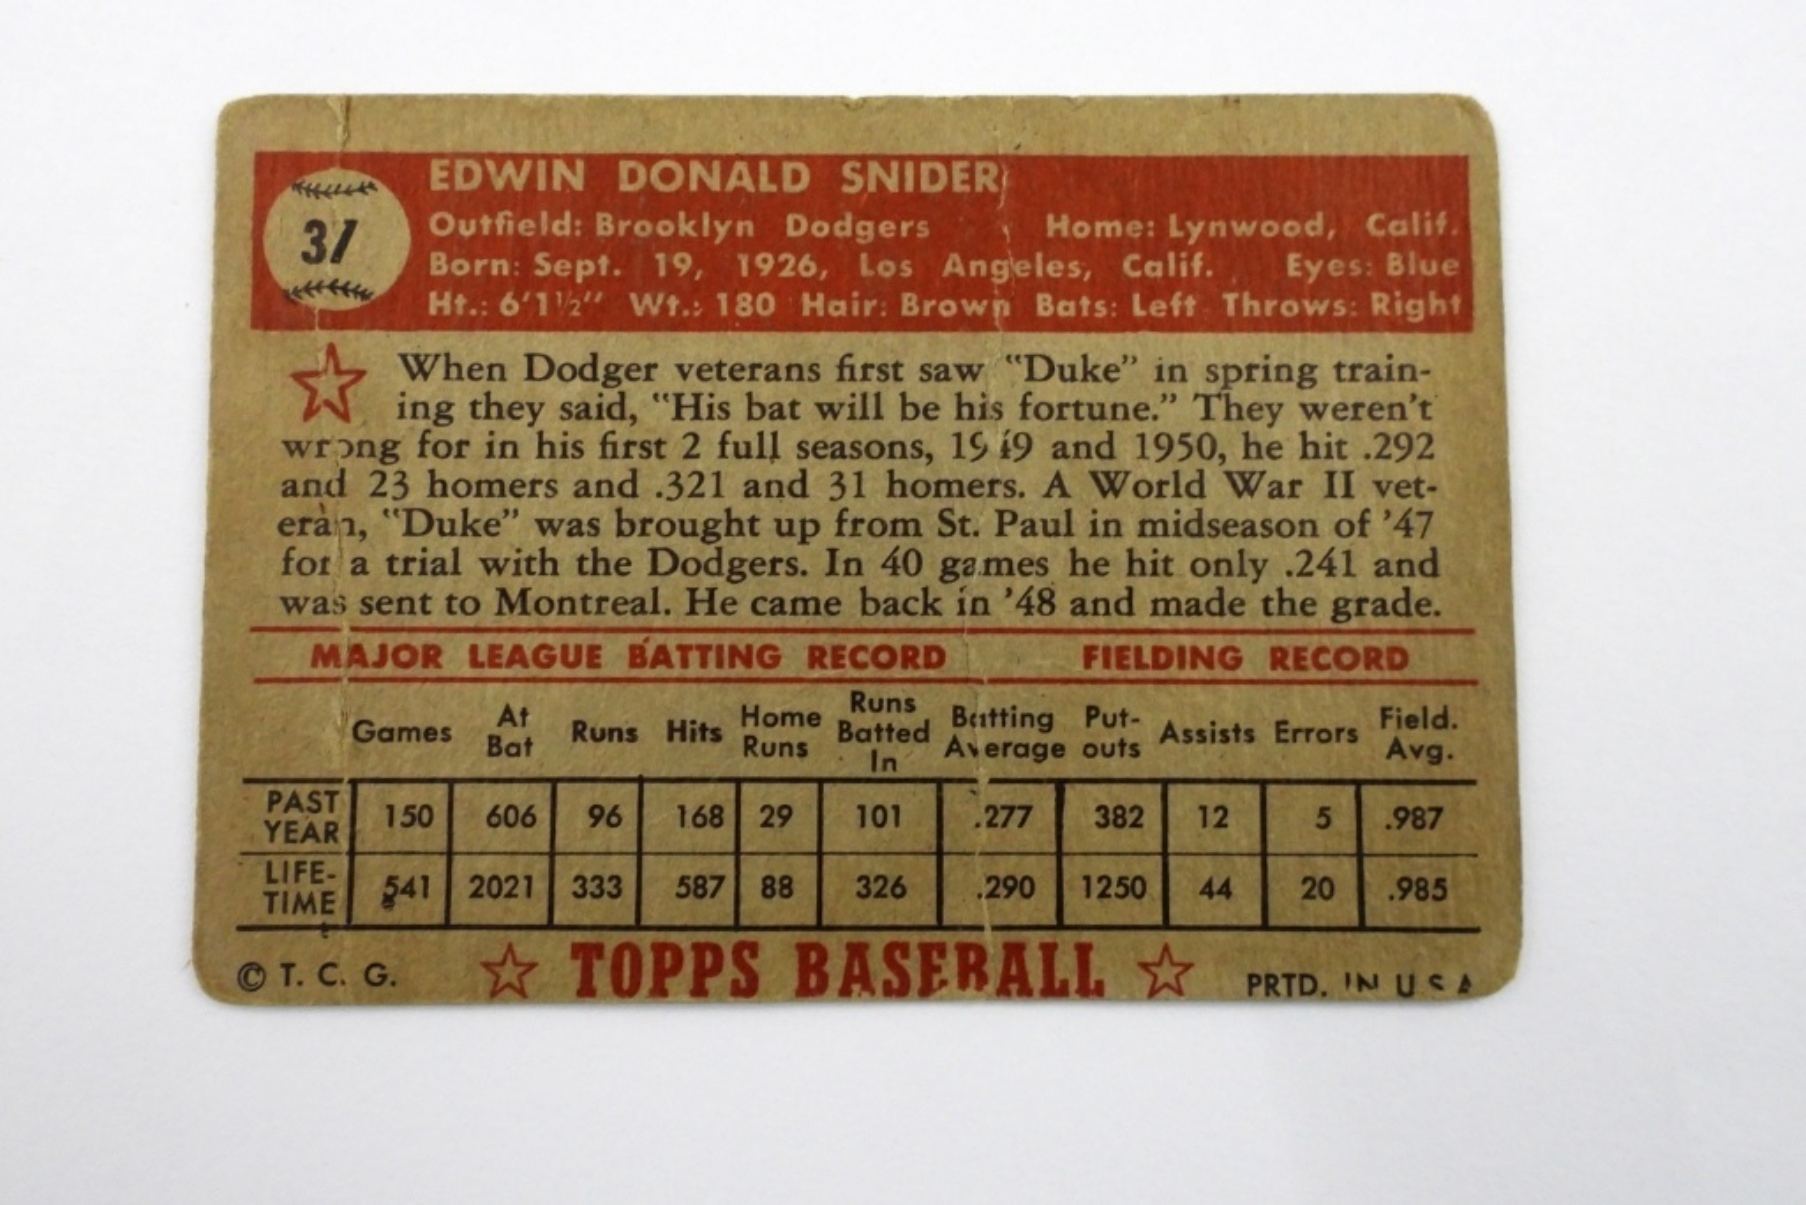 37
EDWIN DONALD SNIDER
Outfield: Brooklyn Dodgers Home: Lynwood, Calif.
Born: Sept. 19, 1926, Los Angeles, Calif. Eyes: Blue
Ht.: 6'1½" Wt.: 180 Hair: Brown Bats: Left Throws: Right
When Dodger veterans first saw "Duke" in spring train-
ing they said, "His bat will be his fortune." They weren't
wrong for in his first 2 full seasons, 1949 and 1950, he hit .292
and 23 homers and .321 and 31 homers. A World War II vet-
eran, "Duke" was brought up from St. Paul in midseason of '47
for a trial with the Dodgers. In 40 games he hit only .241 and
was sent to Montreal. He came back in '48 and made the grade.
MAJOR LEAGUE BATTING RECORD FIELDING RECORD
Games At Bat Runs Hits Home Runs Runs Batted In Batting Average Put-outs Assists Errors Field. Avg.
PAST YEAR 150 606 96 168 29 101 .277 382 12 5 .987
LIFE-TIME 541 2021 333 587 88 326 .290 1250 44 20 .985
© T. C. G. TOPPS BASEBALL PRTD. IN U S A